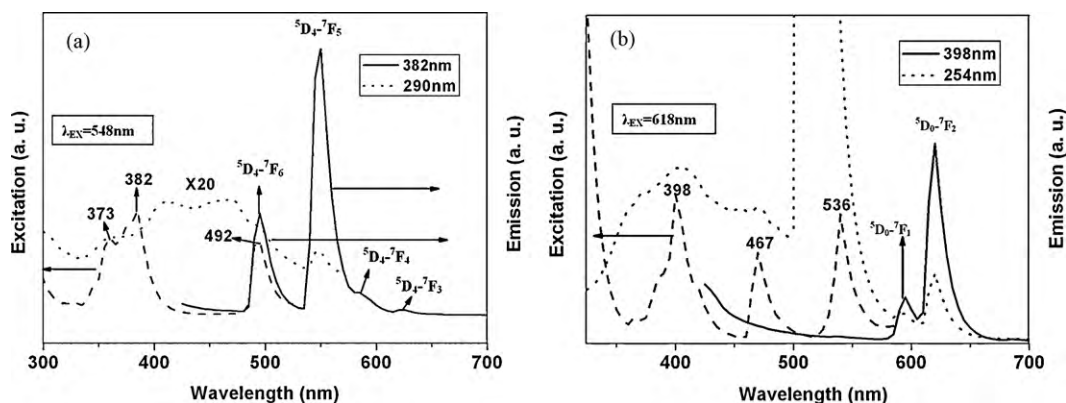 (a)
⁵D₄-⁷F₅
382nm
290nm
λEX=548nm
382
373
X20
⁵D₄-⁷F₆
492
⁵D₄-⁷F₄
⁵D₄-⁷F₃
Excitation (a. u.)
Emission (a. u.)
300 400 500 600 700
Wavelength (nm)
(b)
398nm
254nm
λEX=618nm
⁵D₀-⁷F₂
398
467
536
⁵D₀-⁷F₁
Excitation (a. u.)
Emission (a. u.)
400 500 600 700
Wavelength (nm)